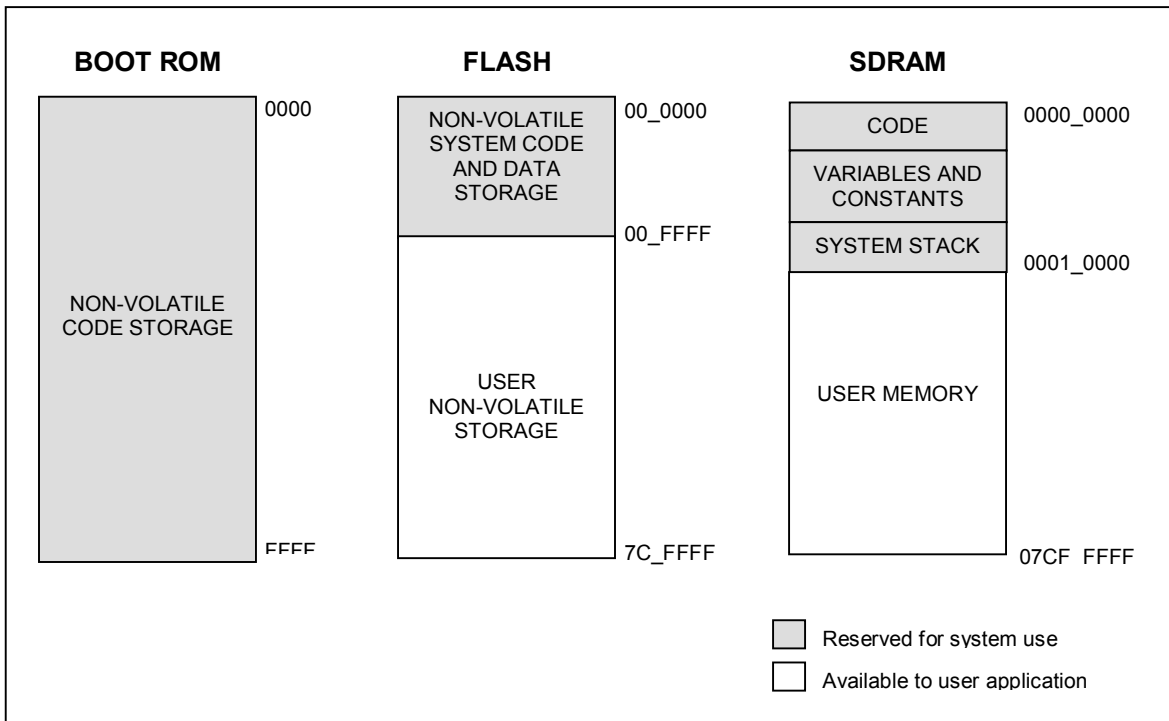 BOOT ROM
0000
NON-VOLATILE
CODE STORAGE
FFFF
FLASH
00_0000
NON-VOLATILE
SYSTEM CODE
AND DATA
STORAGE
00_FFFF
USER
NON-VOLATILE
STORAGE
7C_FFFF
SDRAM
0000_0000
CODE
VARIABLES AND
CONSTANTS
SYSTEM STACK
0001_0000
USER MEMORY
07CF_FFFF
Reserved for system use
Available to user application